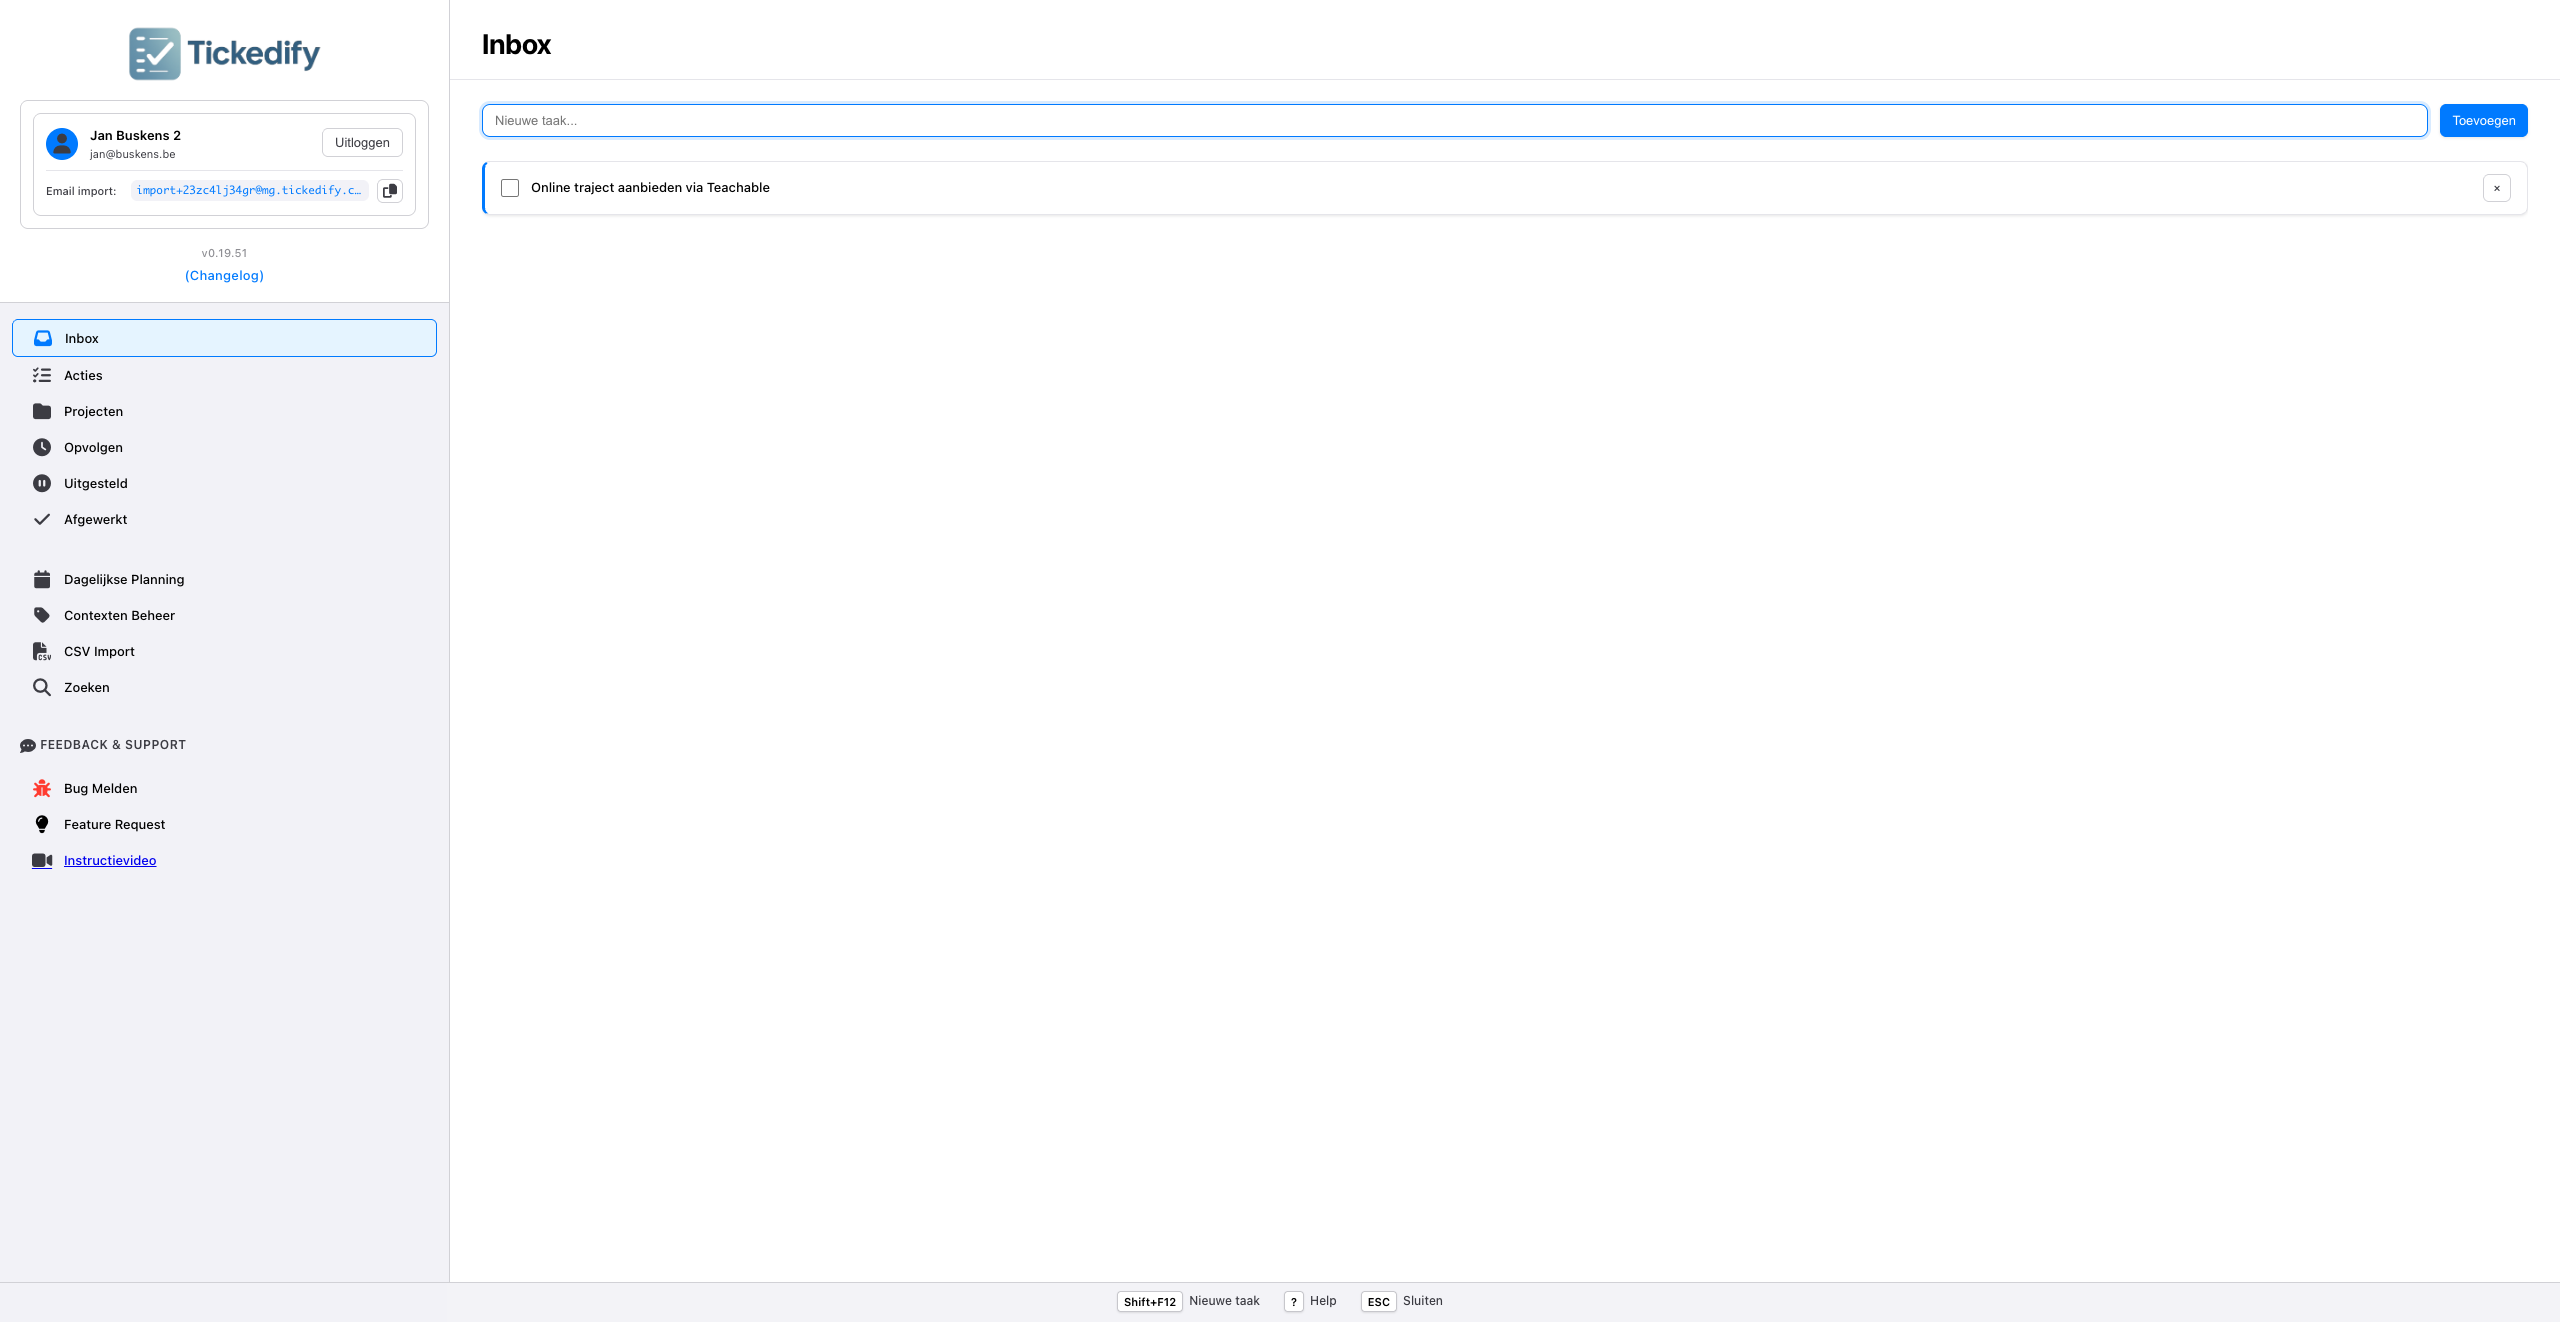 Tickedify
Jan Buskens 2
jan@buskens.be
Uitloggen
Email import:
import+23zc4lj34gr@mg.tickedify.c…
v0.19.51
(Changelog)
Inbox
Acties
Projecten
Opvolgen
Uitgesteld
Afgewerkt
Dagelijkse Planning
Contexten Beheer
CSV Import
Zoeken
FEEDBACK & SUPPORT
Bug Melden
Feature Request
Instructievideo
Inbox
Nieuwe taak...
Toevoegen
Online traject aanbieden via Teachable
×
Shift+F12 Nieuwe taak ? Help ESC Sluiten